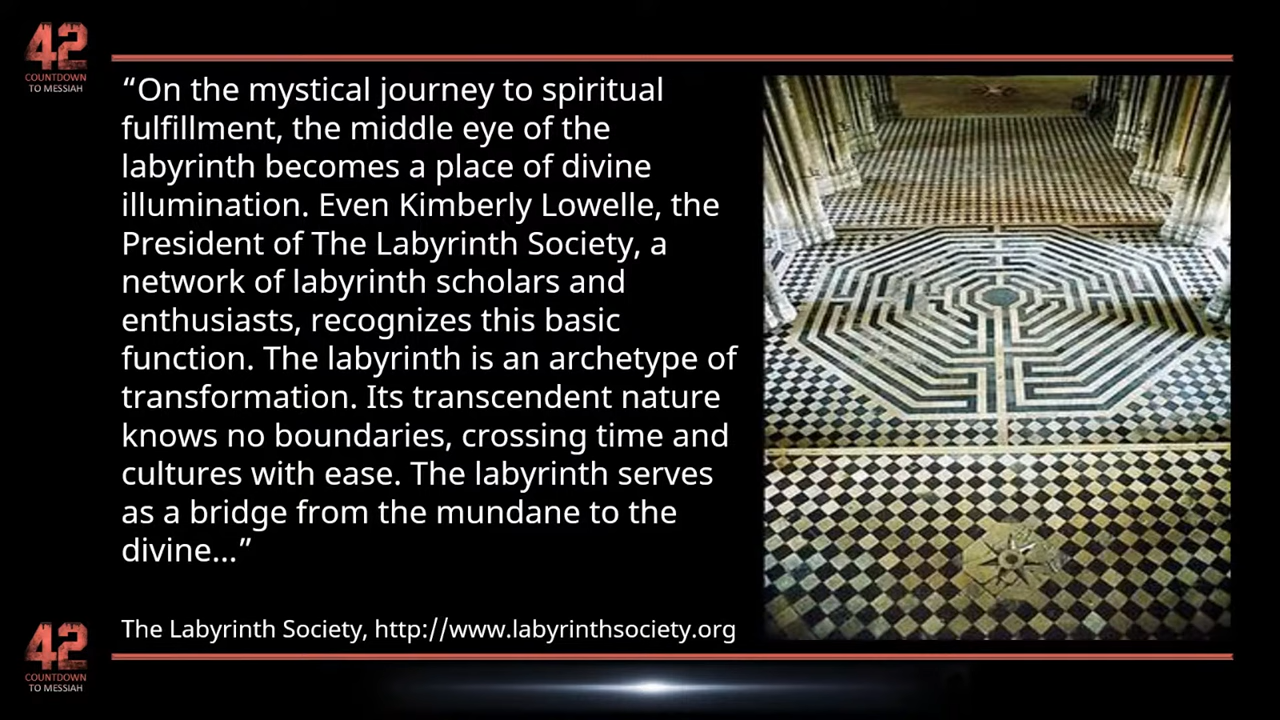 42
COUNTDOWN
TO MESSIAH
“On the mystical journey to spiritual
fulfillment, the middle eye of the
labyrinth becomes a place of divine
illumination. Even Kimberly Lowelle, the
President of The Labyrinth Society, a
network of labyrinth scholars and
enthusiasts, recognizes this basic
function. The labyrinth is an archetype of
transformation. Its transcendent nature
knows no boundaries, crossing time and
cultures with ease. The labyrinth serves
as a bridge from the mundane to the
divine...”
The Labyrinth Society, http://www.labyrinthsociety.org
42
COUNTDOWN
TO MESSIAH